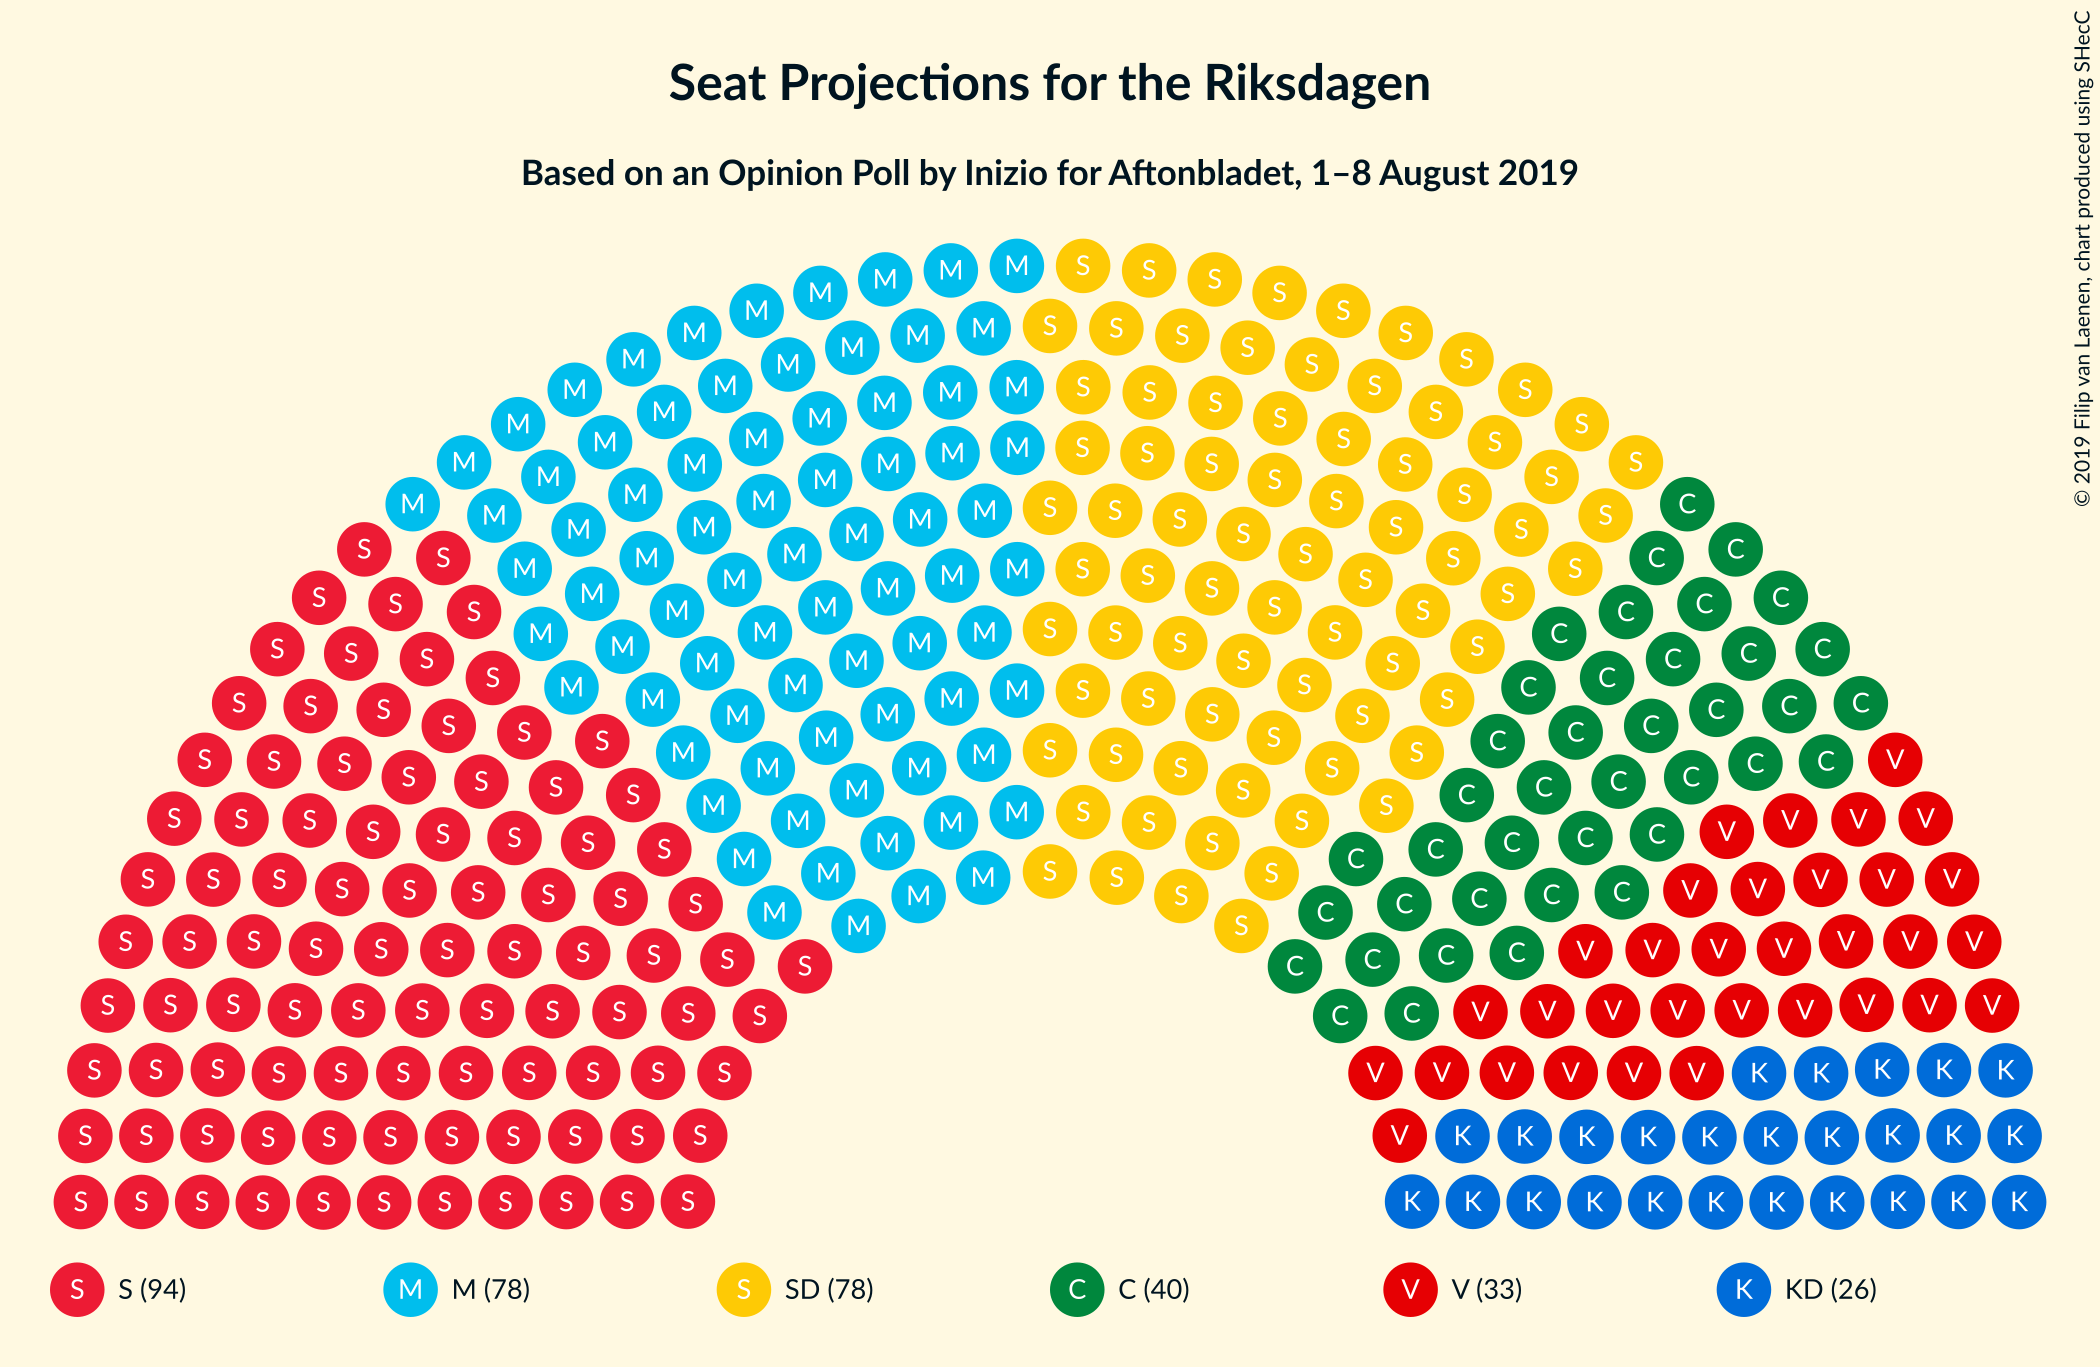 Seat Projections for the Riksdagen
Based on an Opinion Poll by Inizio for Aftonbladet, 1–8 August 2019
© 2019 Filip van Laenen, chart produced using SHecC
S S (94) M M (78) S SD (78) C C (40) V V (33) K KD (26)